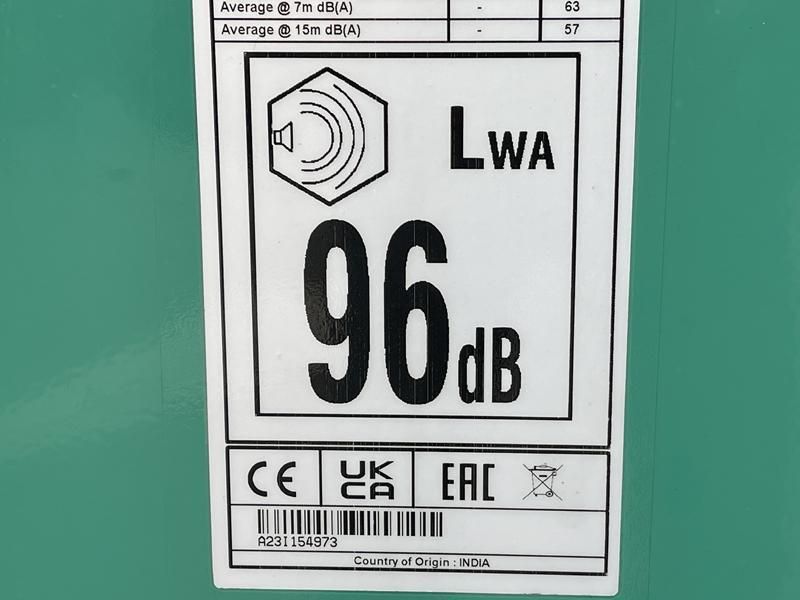 Average @ 7m dB(A) - 63
Average @ 15m dB(A) - 57
LWA
96dB
CE UK CA EAC
A23I154973
Country of Origin : INDIA